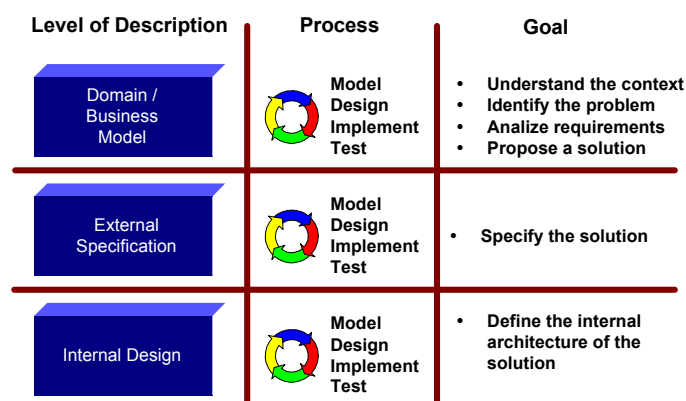 Level of Description
Process
Goal
Domain /
Business
Model
Model
Design
Implement
Test
• Understand the context
• Identify the problem
• Analize requirements
• Propose a solution
External
Specification
Model
Design
Implement
Test
• Specify the solution
Internal Design
Model
Design
Implement
Test
• Define the internal
architecture of the
solution